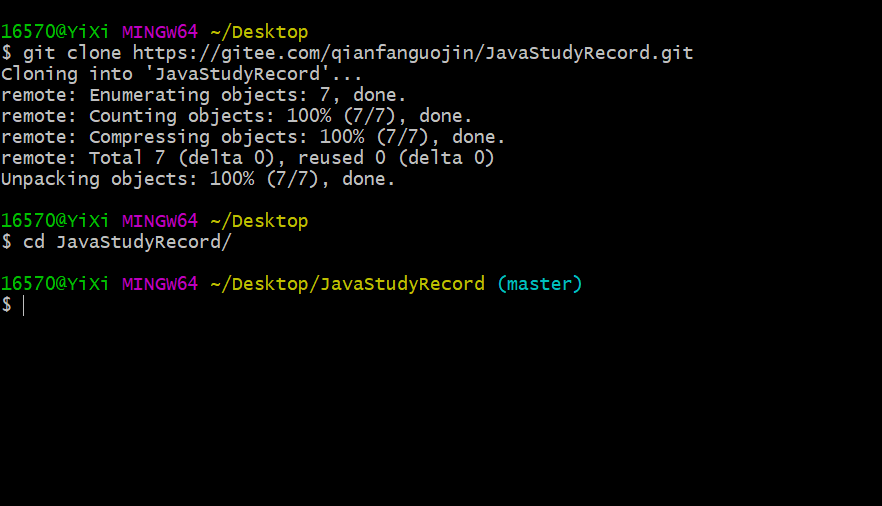 16570@YiXi MINGW64 ~/Desktop
$ git clone https://gitee.com/qianfanguojin/JavaStudyRecord.git
Cloning into 'JavaStudyRecord'...
remote: Enumerating objects: 7, done.
remote: Counting objects: 100% (7/7), done.
remote: Compressing objects: 100% (7/7), done.
remote: Total 7 (delta 0), reused 0 (delta 0)
Unpacking objects: 100% (7/7), done.
16570@YiXi MINGW64 ~/Desktop
$ cd JavaStudyRecord/
16570@YiXi MINGW64 ~/Desktop/JavaStudyRecord (master)
$